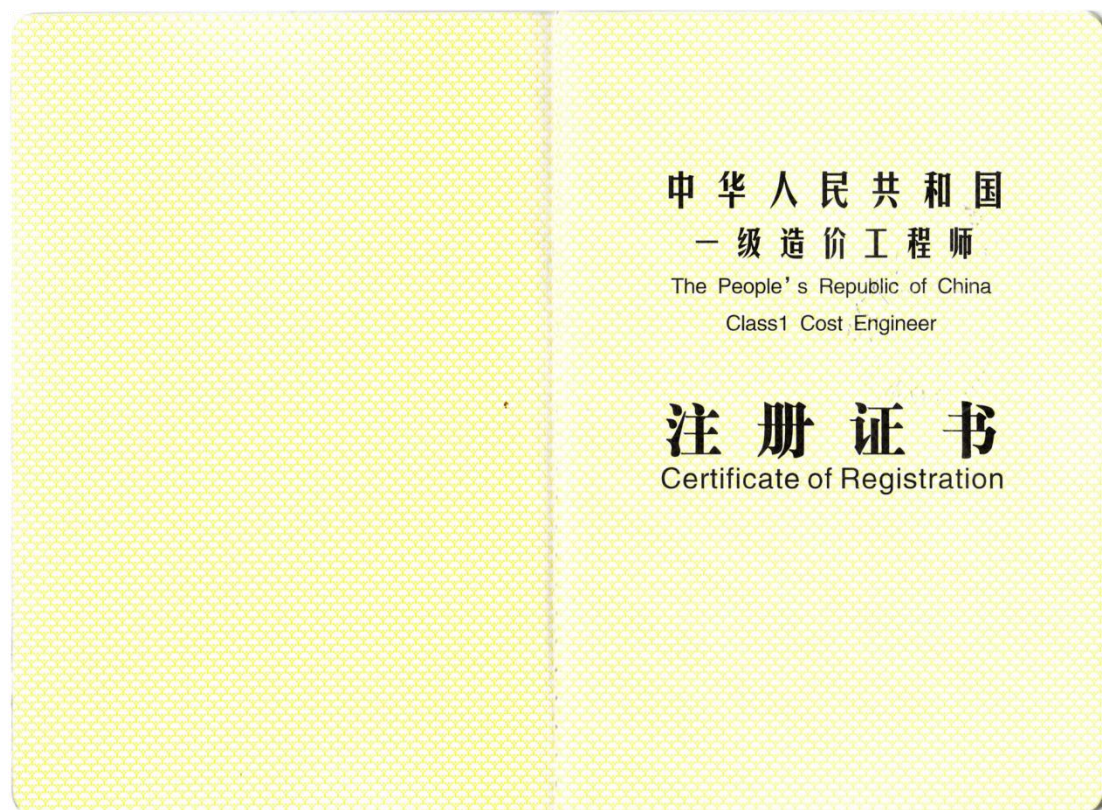 中华人民共和国
一级造价工程师
The People's Republic of China
Class1 Cost Engineer
注册证书
Certificate of Registration